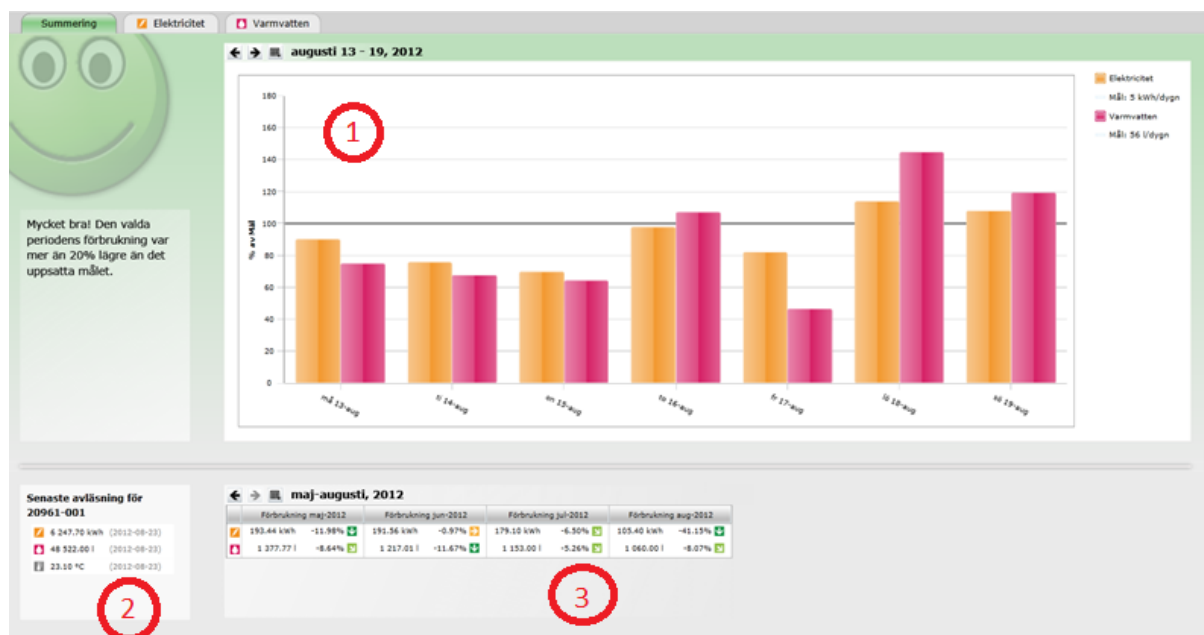 Summering Elektricitet Varmvatten
augusti 13 - 19, 2012
Mycket bra! Den valda
periodens förbrukning var
mer än 20% lägre än det
uppsatta målet.
% av Mål
180
160
140
120
100
80
60
40
20
0
må 13-aug ti 14-aug on 15-aug to 16-aug fr 17-aug lö 18-aug sö 19-aug
1
Elektricitet
Mål: 5 kWh/dygn
Varmvatten
Mål: 56 l/dygn
Senaste avläsning för
20961-001
6 247.70 kWh (2012-08-23)
48 522.00 l (2012-08-23)
23.10 °C (2012-08-23)
2
maj-augusti, 2012
Förbrukning maj-2012 Förbrukning jun-2012 Förbrukning jul-2012 Förbrukning aug-2012
193.44 kWh -11.98% 191.56 kWh -0.97% 179.10 kWh -6.50% 105.40 kWh -41.15%
1 377.77 l -8.64% 1 217.01 l -11.67% 1 153.00 l -5.26% 1 060.00 l -8.07%
3